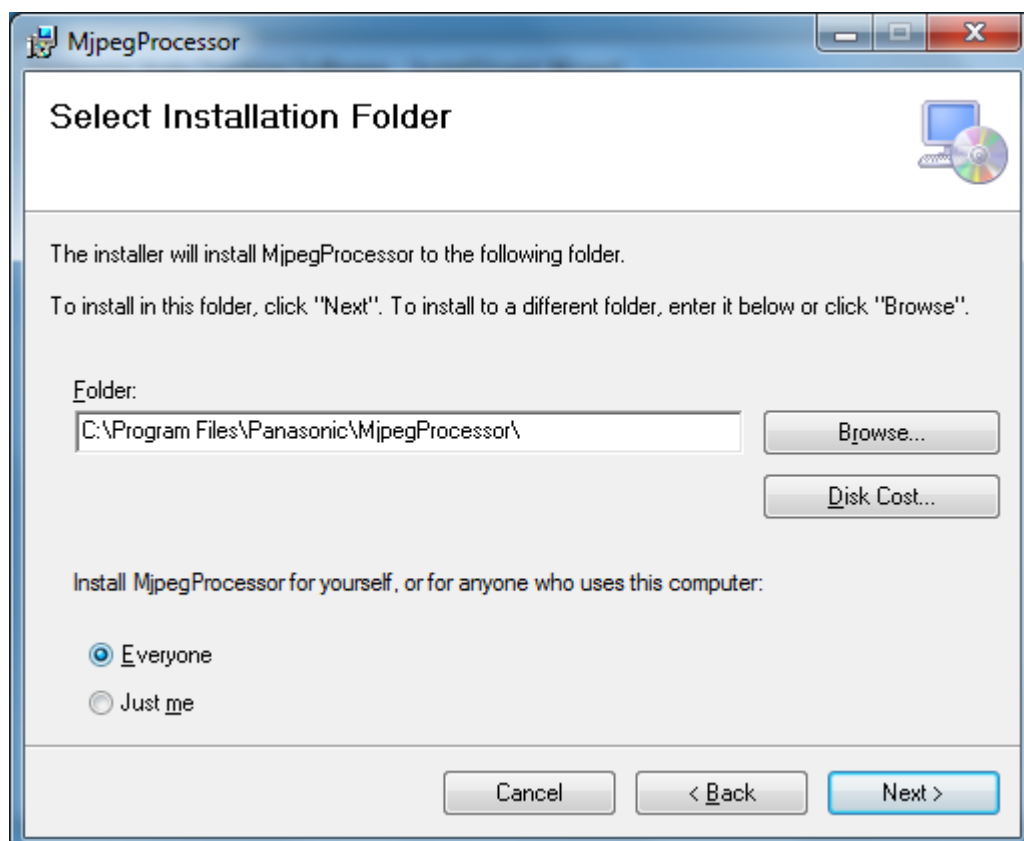 MjpegProcessor
Select Installation Folder
The installer will install MjpegProcessor to the following folder.
To install in this folder, click "Next". To install to a different folder, enter it below or click "Browse".
Folder:
C:\Program Files\Panasonic\MjpegProcessor\
Browse...
Disk Cost...
Install MjpegProcessor for yourself, or for anyone who uses this computer:
Everyone
Just me
Cancel
< Back
Next >